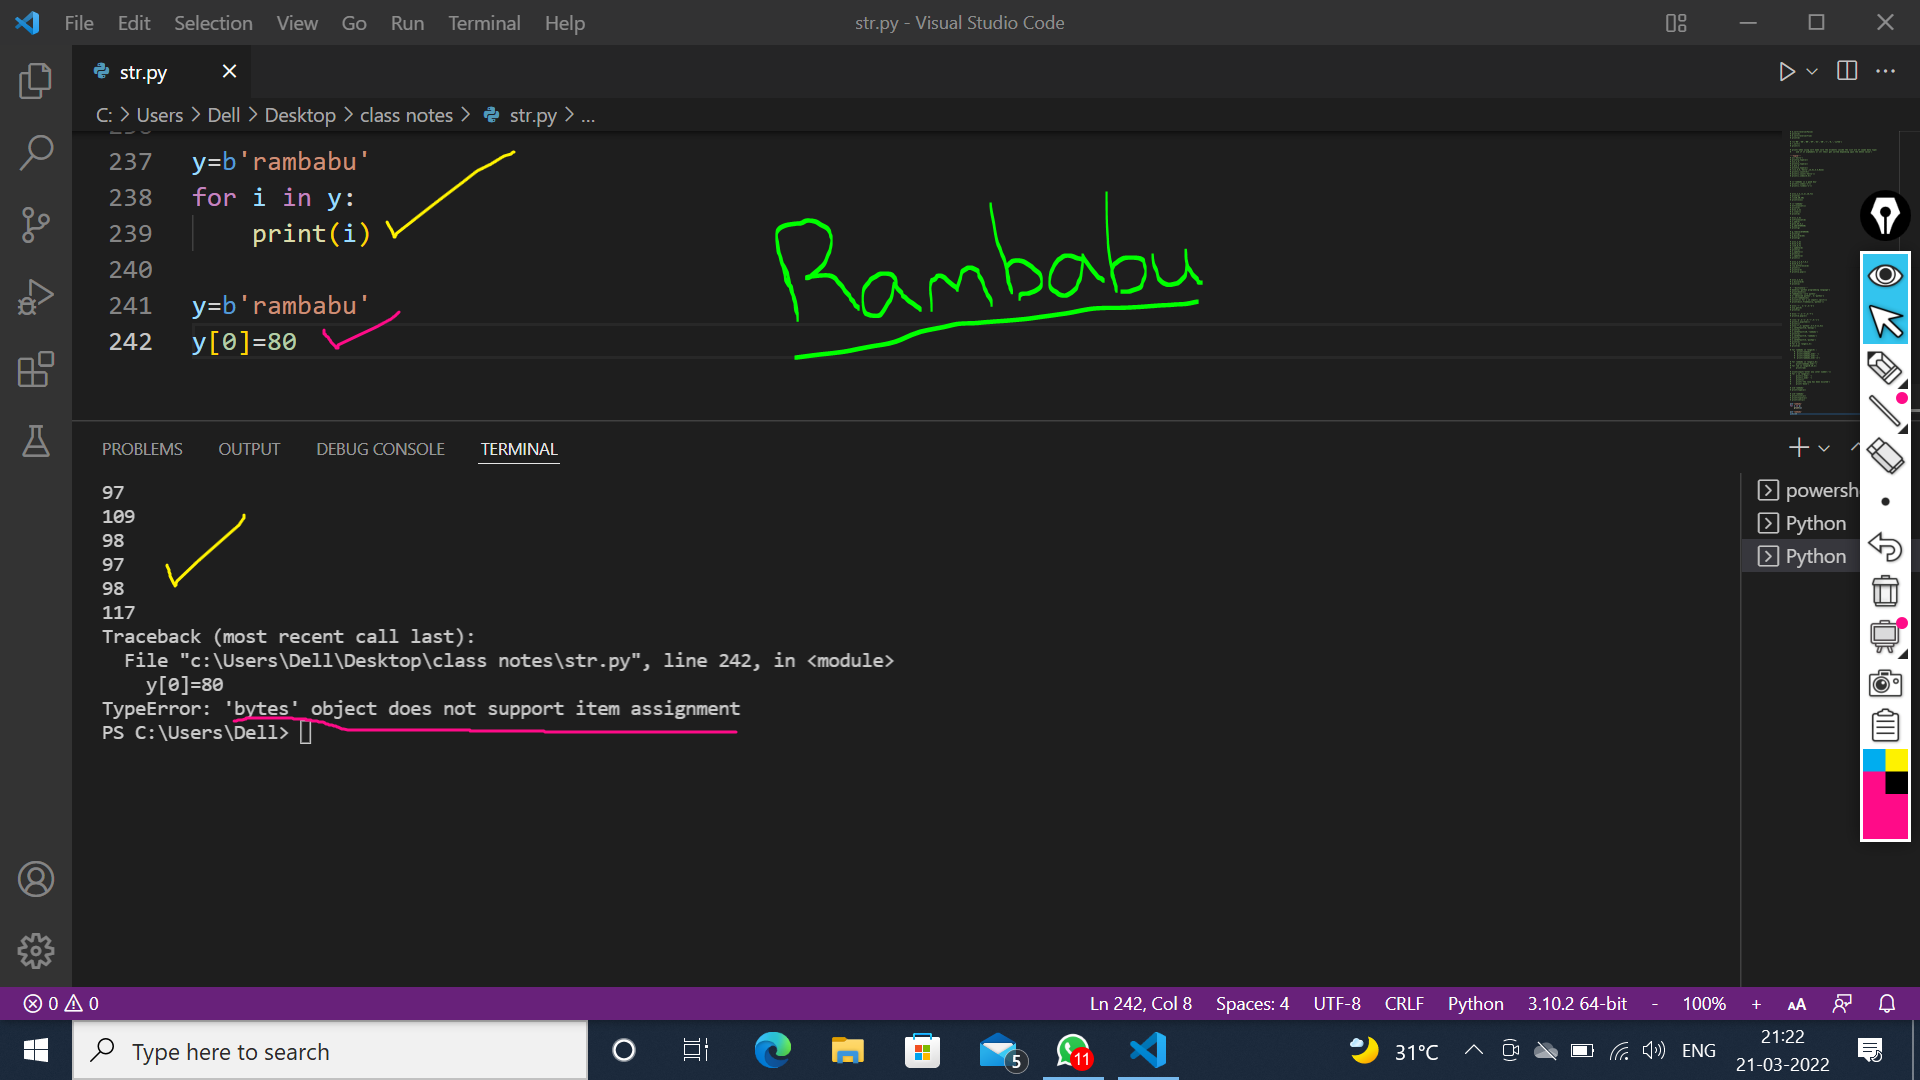 File Edit Selection View Go Run Terminal Help
str.py - Visual Studio Code
str.py
C: > Users > Dell > Desktop > class notes > str.py > ...
237 y=b'rambabu'
238 for i in y:
239 print(i)
240
241 y=b'rambabu'
242 y[0]=80
Rambabu
PROBLEMS OUTPUT DEBUG CONSOLE TERMINAL
97
109
98
97
98
117
Traceback (most recent call last):
File "c:\Users\Dell\Desktop\class notes\str.py", line 242, in <module>
y[0]=80
TypeError: 'bytes' object does not support item assignment
PS C:\Users\Dell>
powersh
Python
Python
0 0
Ln 242, Col 8 Spaces: 4 UTF-8 CRLF Python 3.10.2 64-bit - 100% + AA
Type here to search
5
11
31°C
ENG
21:22
21-03-2022